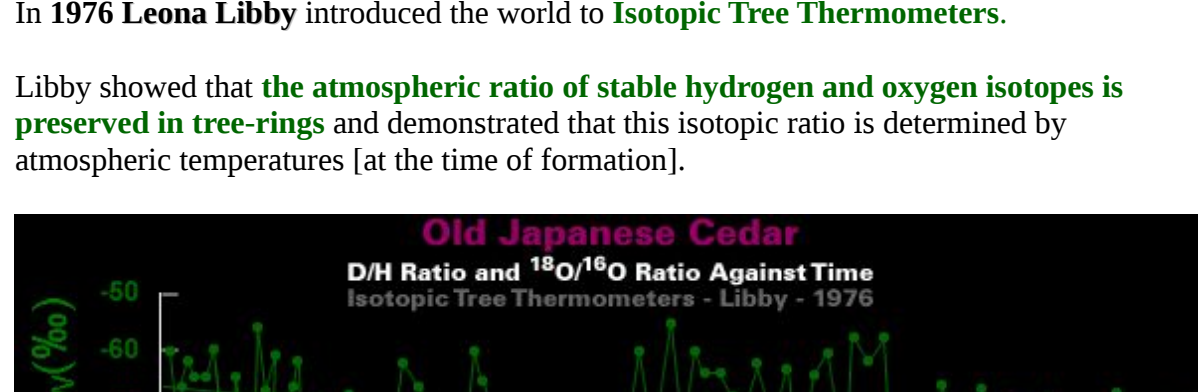 In 1976 Leona Libby introduced the world to Isotopic Tree Thermometers.
Libby showed that the atmospheric ratio of stable hydrogen and oxygen isotopes is
preserved in tree-rings and demonstrated that this isotopic ratio is determined by
atmospheric temperatures [at the time of formation].
Old Japanese Cedar
D/H Ratio and ¹⁸O/¹⁶O Ratio Against Time
Isotopic Tree Thermometers - Libby - 1976
-50
-60
(‰)